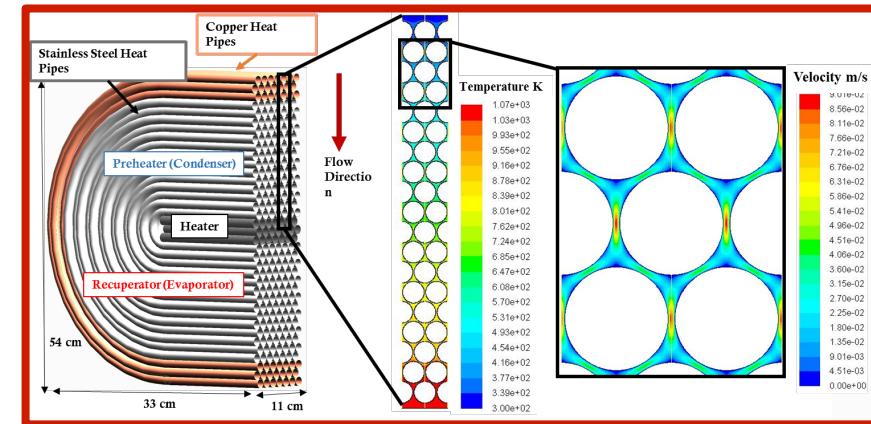 Copper Heat
Pipes
Stainless Steel Heat
Pipes
Preheater (Condenser)
Heater
Recuperator (Evaporator)
54 cm
33 cm
11 cm
Flow
Directio
n
Temperature K
1.07e+03
1.03e+03
9.93e+02
9.55e+02
9.16e+02
8.78e+02
8.39e+02
8.01e+02
7.62e+02
7.24e+02
6.85e+02
6.47e+02
6.08e+02
5.70e+02
5.31e+02
4.93e+02
4.54e+02
4.16e+02
3.77e+02
3.39e+02
3.00e+02
Velocity m/s
9.01e-02
8.56e-02
8.11e-02
7.66e-02
7.21e-02
6.76e-02
6.31e-02
5.86e-02
5.41e-02
4.96e-02
4.51e-02
4.06e-02
3.60e-02
3.15e-02
2.70e-02
2.25e-02
1.80e-02
1.35e-02
9.01e-03
4.51e-03
0.00e+00